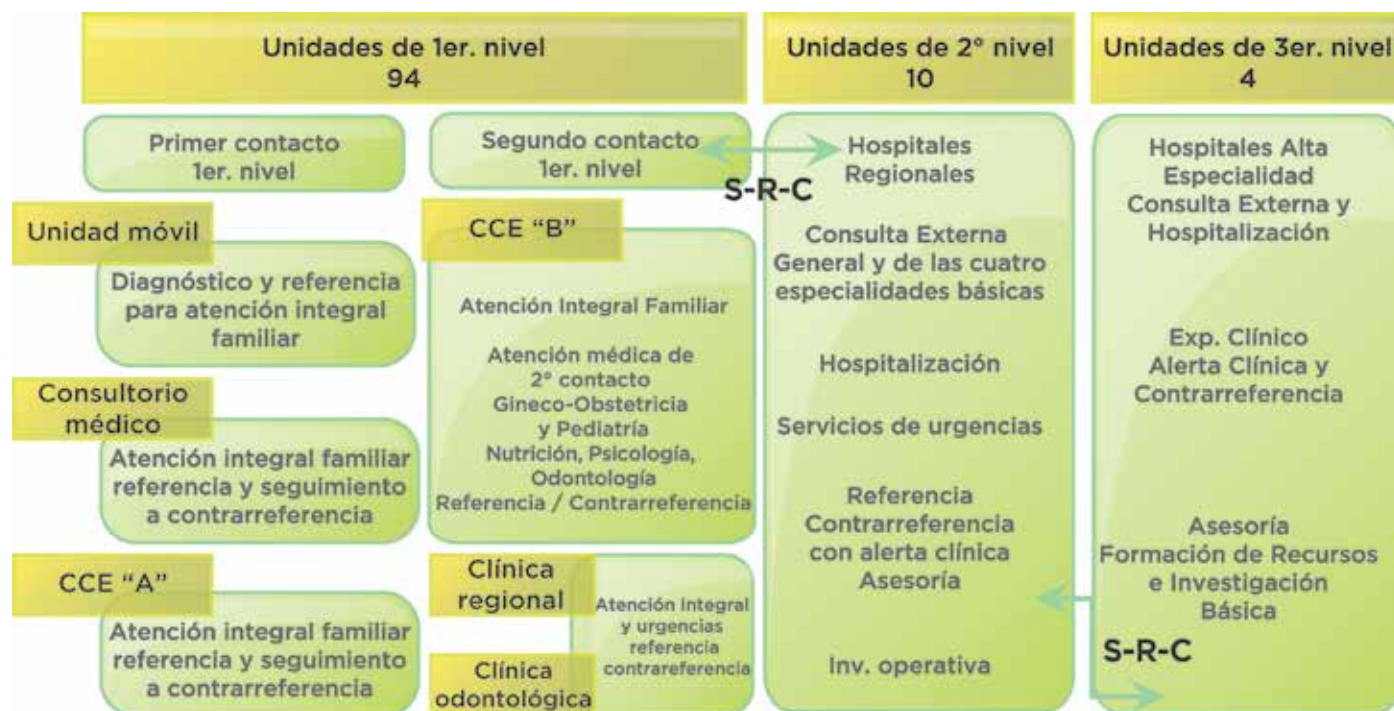 Unidades de 1er. nivel
94
Primer contacto
1er. nivel
Unidad móvil
Diagnóstico y referencia
para atención integral
familiar
Consultorio
médico
Atención integral familiar
referencia y seguimiento
a contrarreferencia
CCE “A”
Atención integral familiar
referencia y seguimiento
a contrarreferencia
Segundo contacto
1er. nivel
CCE “B”
Atención Integral Familiar
Atención médica de
2° contacto
Gineco-Obstetricia
y Pediatría
Nutrición, Psicología,
Odontología
Referencia / Contrarreferencia
Clínica
regional
Clínica
odontológica
Atención Integral
y urgencias
referencia
contrareferencia
S-R-C
Unidades de 2° nivel
10
Hospitales
Regionales
Consulta Externa
General y de las cuatro
especialidades básicas
Hospitalización
Servicios de urgencias
Referencia
Contrarreferencia
con alerta clínica
Asesoría
Inv. operativa
Unidades de 3er. nivel
4
Hospitales Alta
Especialidad
Consulta Externa y
Hospitalización
Exp. Clínico
Alerta Clínica y
Contrarreferencia
Asesoría
Formación de Recursos
e Investigación
Básica
S-R-C